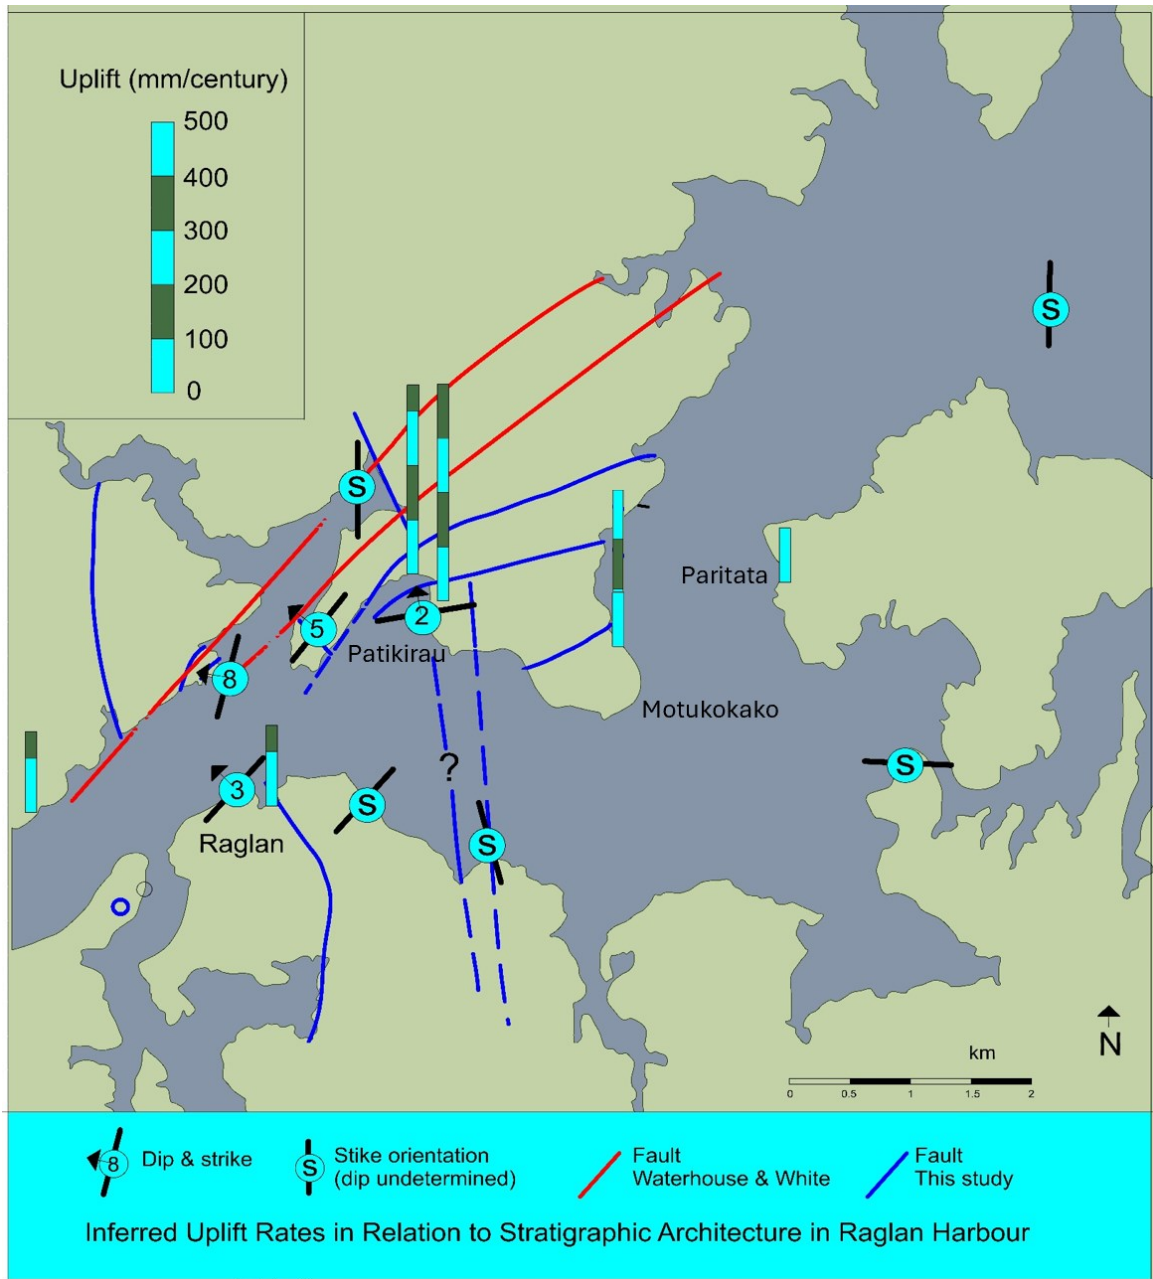 Uplift (mm/century)
500
400
300
200
100
0
S
S
S
5
2
Patikirau
8
Paritata
Motukokako
?
S
3
Raglan
S
S
N
km
0 0.5 1 1.5 2
8 Dip & strike
S Stike orientation
(dip undetermined)
Fault
Waterhouse & White
Fault
This study
Inferred Uplift Rates in Relation to Stratigraphic Architecture in Raglan Harbour